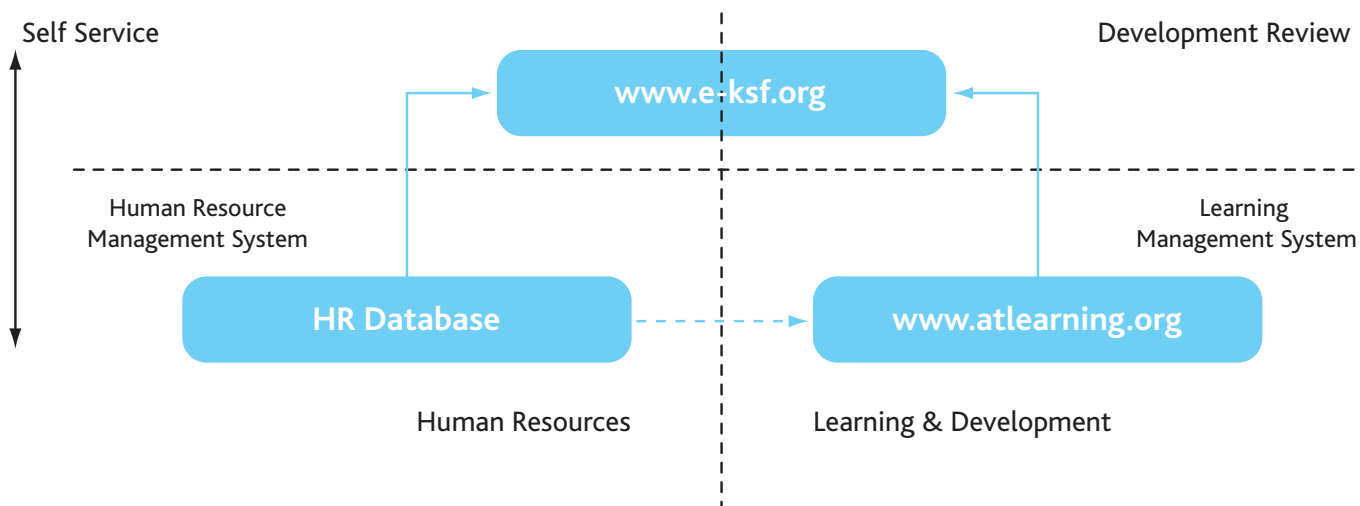 Self Service
Development Review
www.e-ksf.org
Human Resource
Management System
Learning
Management System
HR Database
www.atlearning.org
Human Resources
Learning & Development